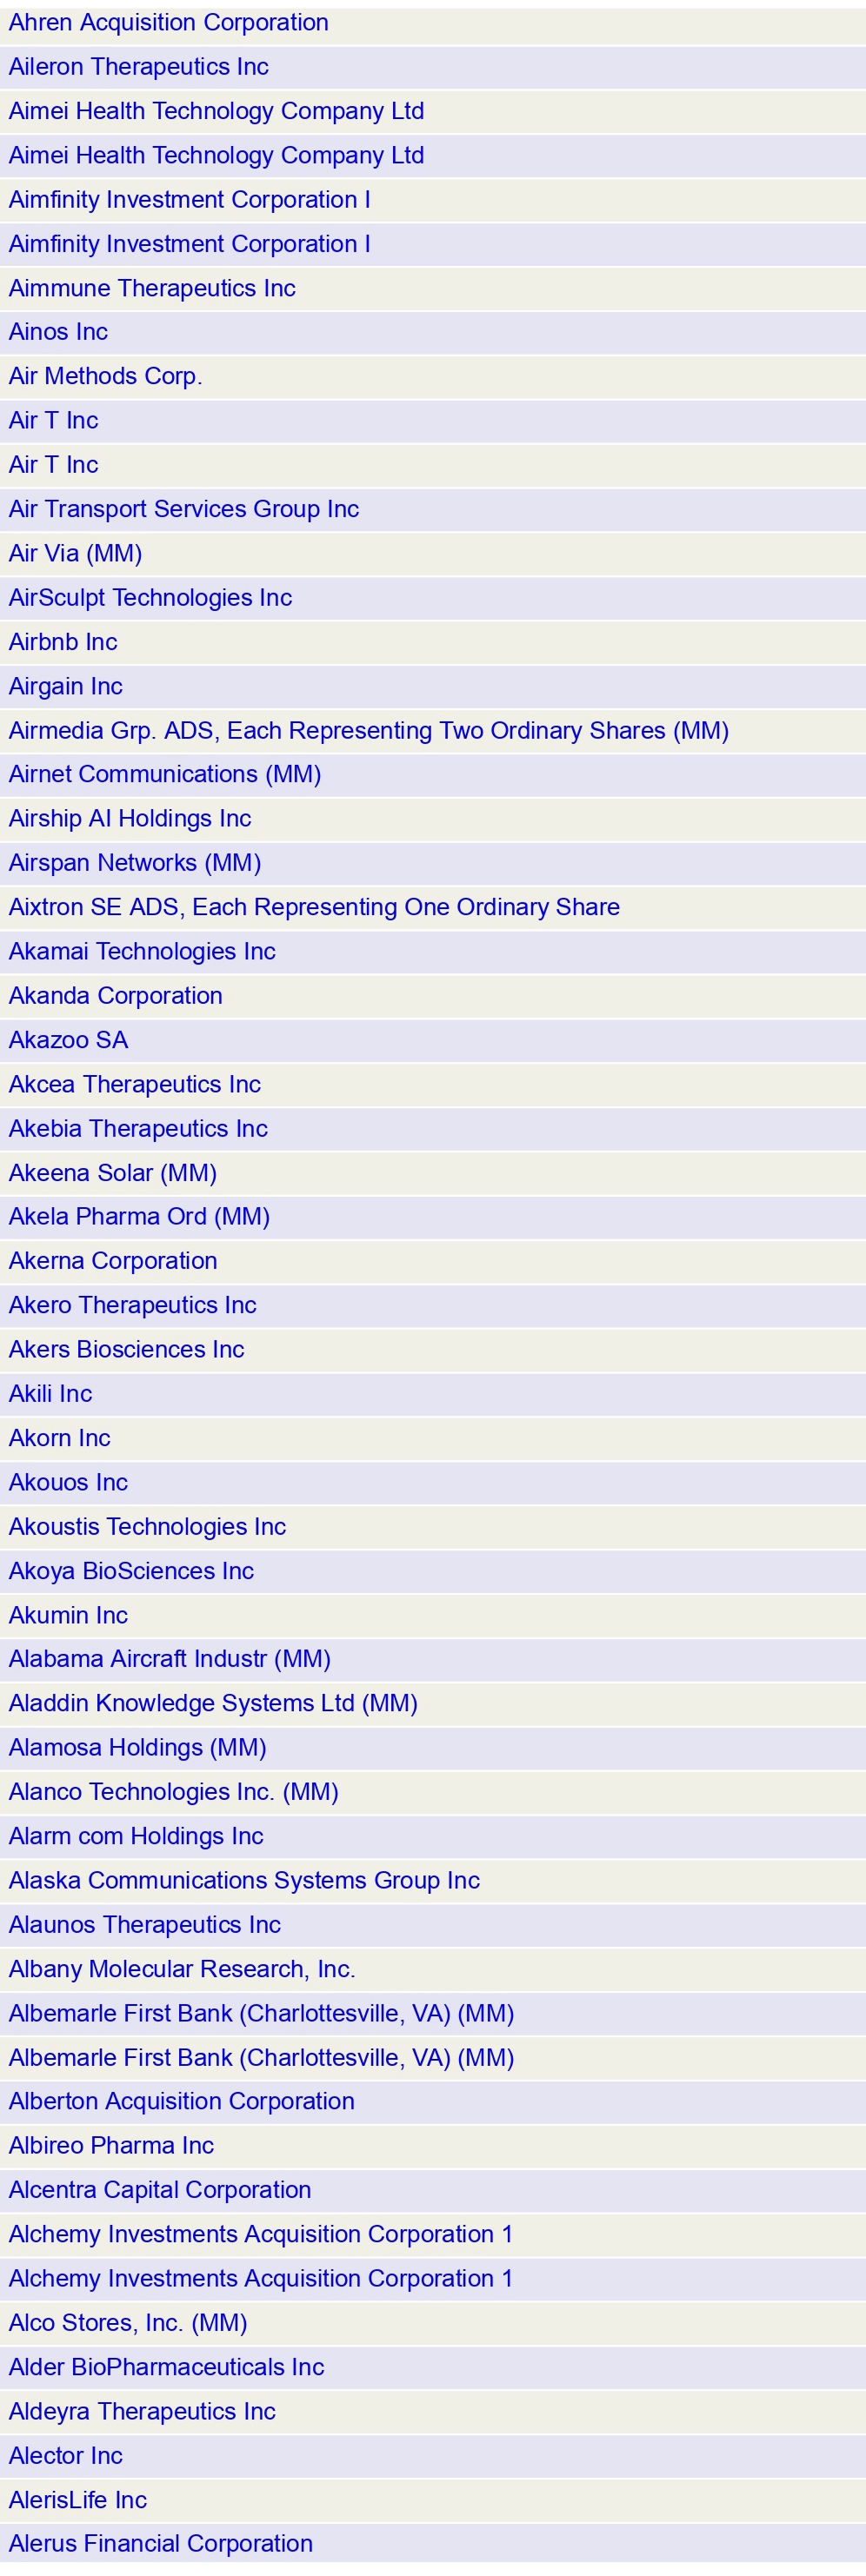 Ahren Acquisition Corporation
Aileron Therapeutics Inc
Aimei Health Technology Company Ltd
Aimei Health Technology Company Ltd
Aimfinity Investment Corporation I
Aimfinity Investment Corporation I
Aimmune Therapeutics Inc
Ainos Inc
Air Methods Corp.
Air T Inc
Air T Inc
Air Transport Services Group Inc
Air Via (MM)
AirSculpt Technologies Inc
Airbnb Inc
Airgain Inc
Airmedia Grp. ADS, Each Representing Two Ordinary Shares (MM)
Airnet Communications (MM)
Airship AI Holdings Inc
Airspan Networks (MM)
Aixtron SE ADS, Each Representing One Ordinary Share
Akamai Technologies Inc
Akanda Corporation
Akazoo SA
Akcea Therapeutics Inc
Akebia Therapeutics Inc
Akeena Solar (MM)
Akela Pharma Ord (MM)
Akerna Corporation
Akero Therapeutics Inc
Akers Biosciences Inc
Akili Inc
Akorn Inc
Akouos Inc
Akoustis Technologies Inc
Akoya BioSciences Inc
Akumin Inc
Alabama Aircraft Industr (MM)
Aladdin Knowledge Systems Ltd (MM)
Alamosa Holdings (MM)
Alanco Technologies Inc. (MM)
Alarm com Holdings Inc
Alaska Communications Systems Group Inc
Alaunos Therapeutics Inc
Albany Molecular Research, Inc.
Albemarle First Bank (Charlottesville, VA) (MM)
Albemarle First Bank (Charlottesville, VA) (MM)
Alberton Acquisition Corporation
Albireo Pharma Inc
Alcentra Capital Corporation
Alchemy Investments Acquisition Corporation 1
Alchemy Investments Acquisition Corporation 1
Alco Stores, Inc. (MM)
Alder BioPharmaceuticals Inc
Aldeyra Therapeutics Inc
Alector Inc
AlerisLife Inc
Alerus Financial Corporation